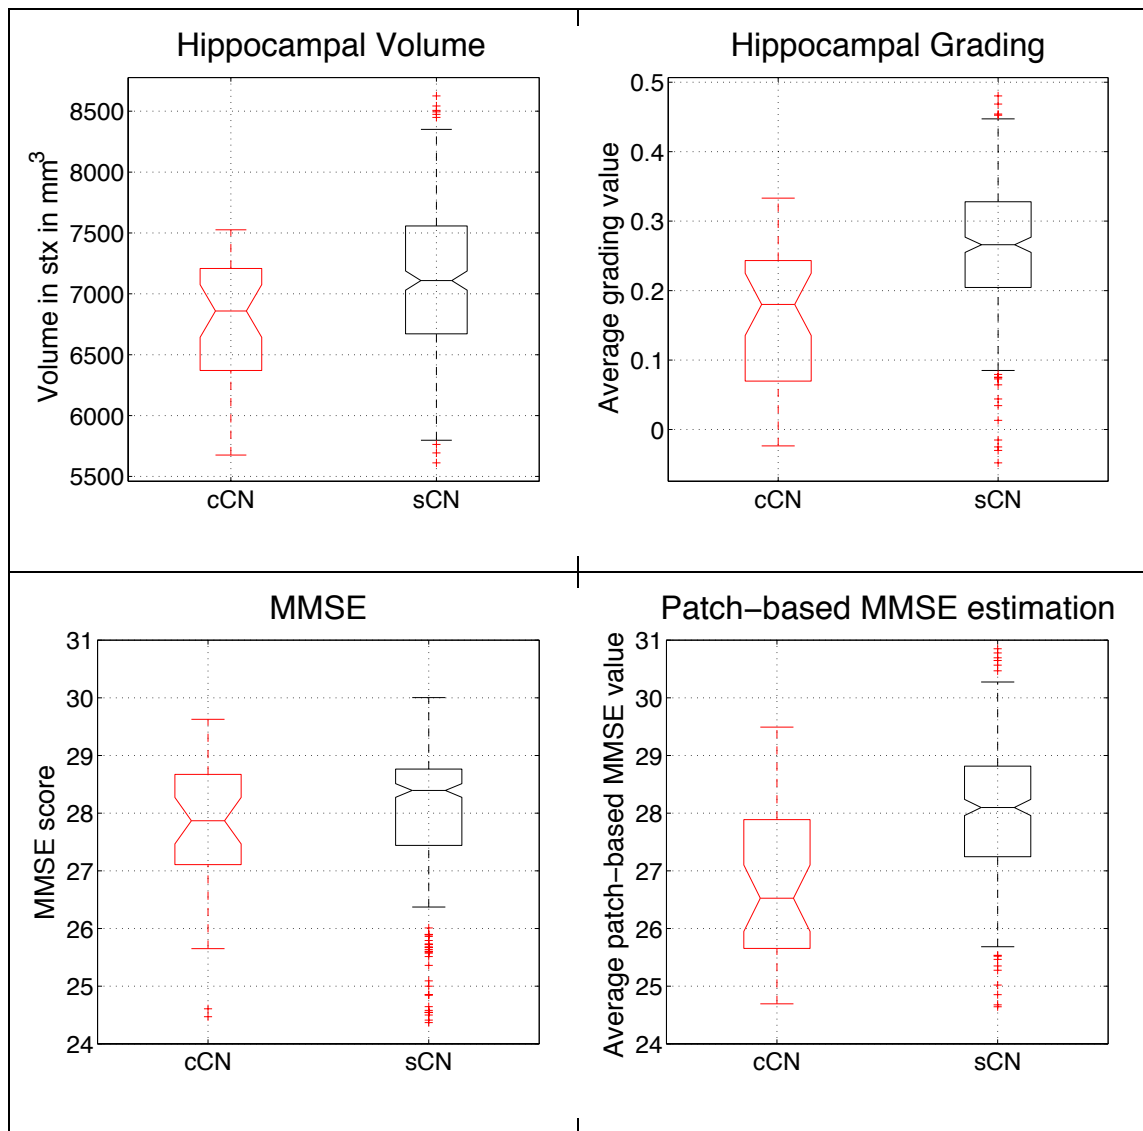 Hippocampal Volume
Volume in stx in mm3
8500
8000
7500
7000
6500
6000
5500
cCN
sCN
Hippocampal Grading
Average grading value
0.5
0.4
0.3
0.2
0.1
0
cCN
sCN
MMSE
MMSE score
31
30
29
28
27
26
25
24
cCN
sCN
Patch−based MMSE estimation
Average patch−based MMSE value
31
30
29
28
27
26
25
24
cCN
sCN